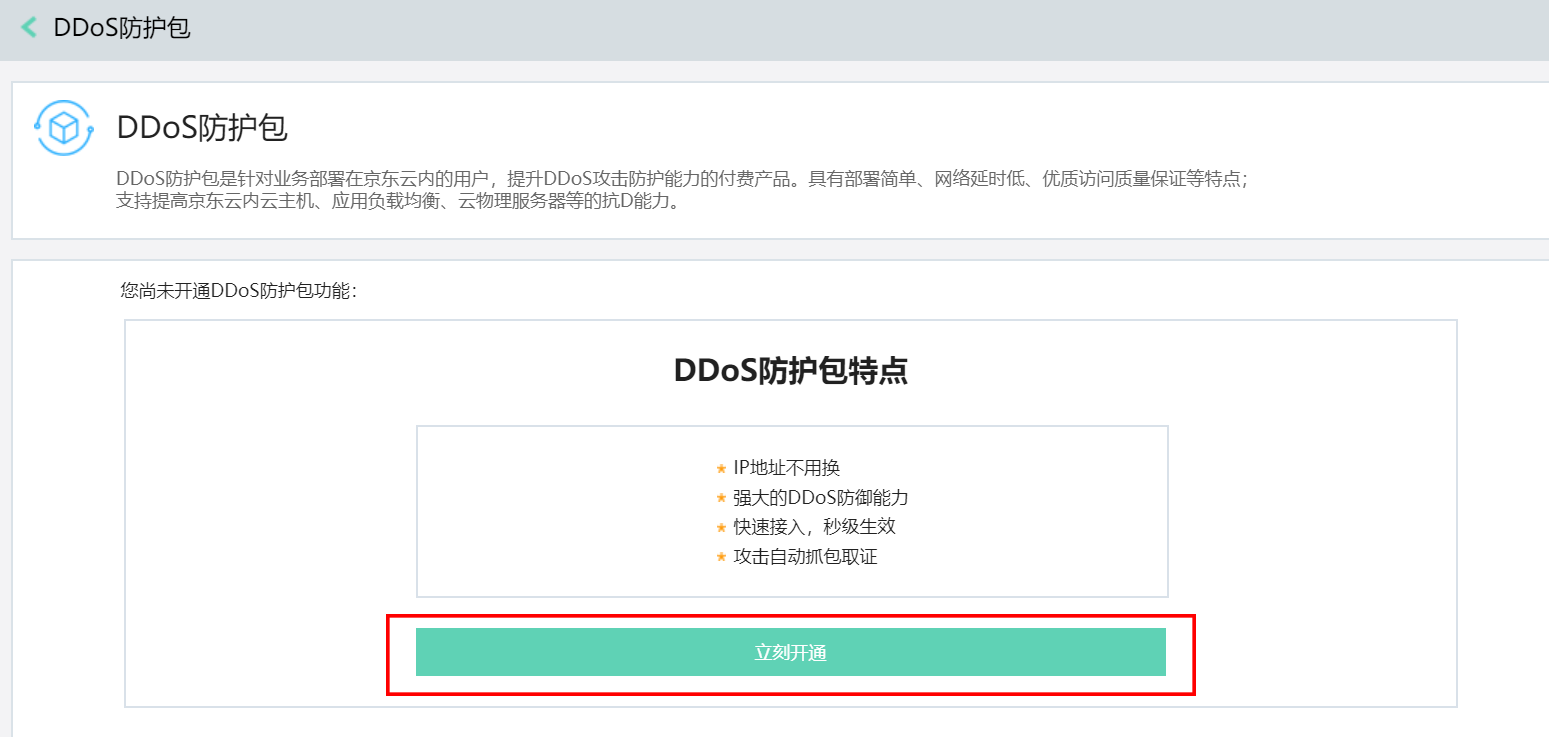 DDoS防护包
DDoS防护包
DDoS防护包是针对业务部署在京东云内的用户，提升DDoS攻击防护能力的付费产品。具有部署简单、网络延时低、优质访问质量保证等特点；
支持提高京东云内云主机、应用负载均衡、云物理服务器等的抗D能力。
您尚未开通DDoS防护包功能：
DDoS防护包特点
* IP地址不用换
* 强大的DDoS防御能力
* 快速接入，秒级生效
* 攻击自动抓包取证
立刻开通